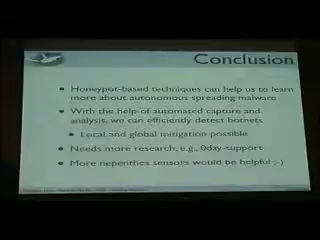 Conclusion
• Honeypot-based techniques can help us to learn
more about autonomous spreading malware
• With the help of automated capture and
analysis, we can efficiently detect botnets
• Local and global mitigation possible
• Needs more research, e.g., 0day-support
• More nepenthes sensors would be helpful ;-)